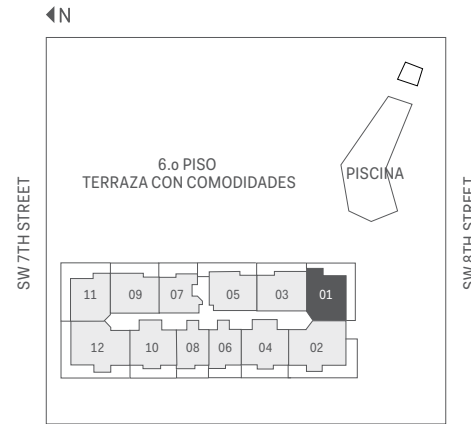 N
6.o PISO
TERRAZA CON COMODIDADES
PISCINA
SW 7TH STREET
SW 8TH STREET
11
09
07
05
03
01
12
10
08
06
04
02